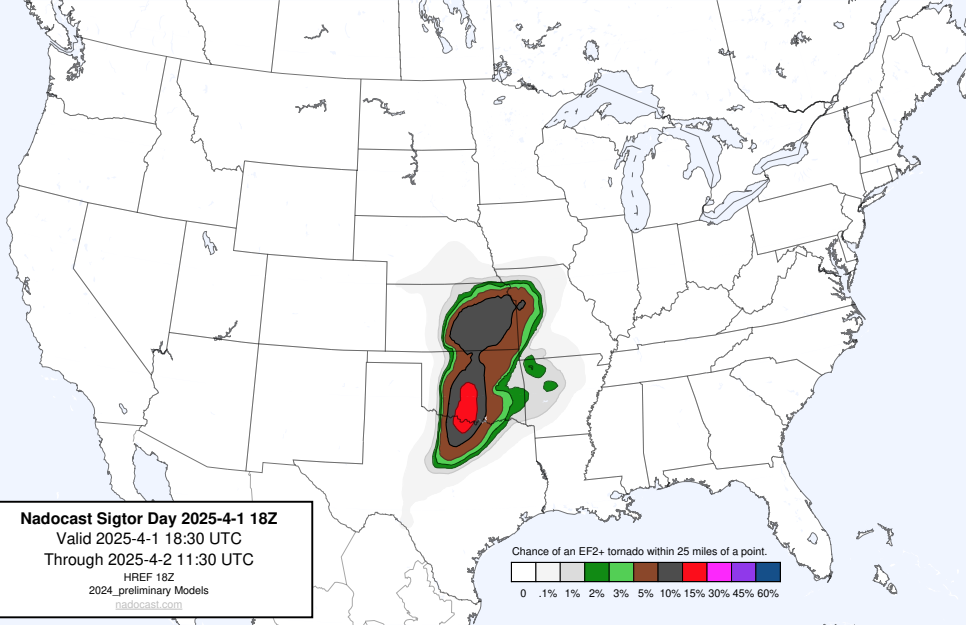 Nadocast Sigtor Day 2025-4-1 18Z
Valid 2025-4-1 18:30 UTC
Through 2025-4-2 11:30 UTC
HREF 18Z
2024_preliminary Models
nadocast.com
Chance of an EF2+ tornado within 25 miles of a point.
0 .1% 1% 2% 3% 5% 10% 15% 30% 45% 60%